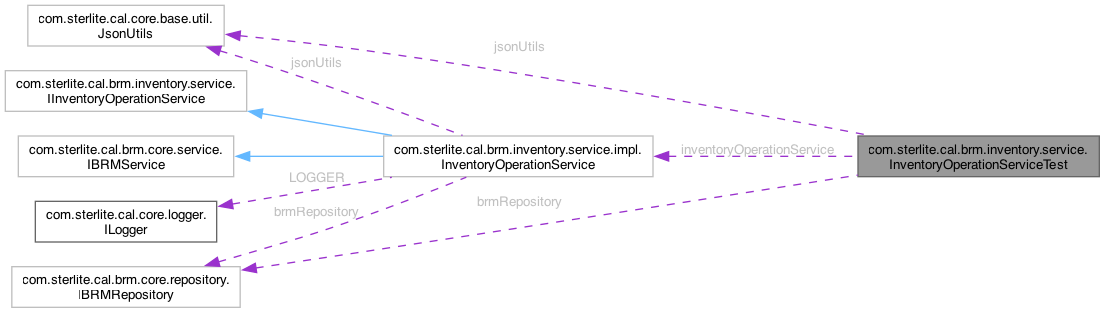 com.sterlite.cal.core.base.util.
JsonUtils
jsonUtils
jsonUtils
com.sterlite.cal.brm.inventory.service.
IInventoryOperationService
com.sterlite.cal.brm.core.service.
IBRMService
com.sterlite.cal.brm.inventory.service.impl.
InventoryOperationService
inventoryOperationService
com.sterlite.cal.brm.inventory.service.
InventoryOperationServiceTest
LOGGER
com.sterlite.cal.core.logger.
ILogger
brmRepository
brmRepository
com.sterlite.cal.brm.core.repository.
IBRMRepository